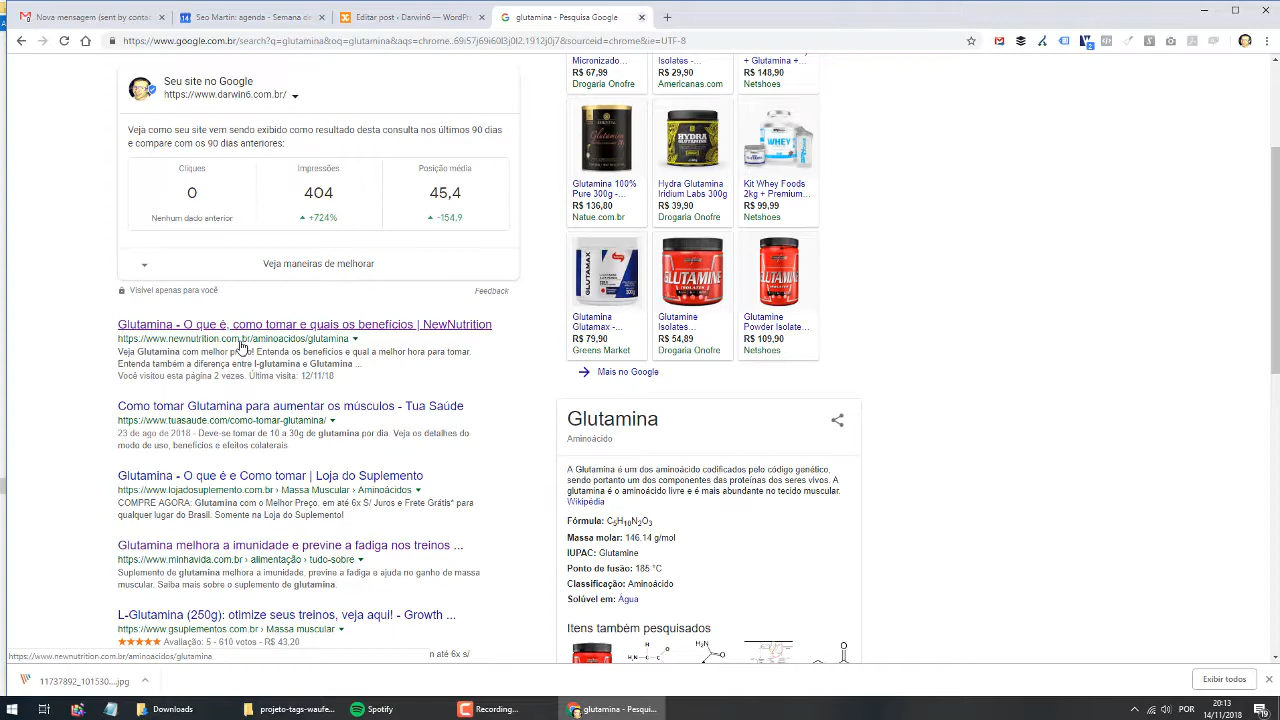 Nova mensagem (sent by contac
Seo Martin: agenda - Semana de
Editar post ‹ Darwin6 — WordPre
glutamina - Pesquisa Google
https://www.google.com.br/search?q=glutamina&oq=glutamina&aqs=chrome..69i57j69i60l3j0l2.1912j0j7&sourceid=chrome&ie=UTF-8
Seu site no Google
https://www.darwin6.com.br/
Veja como seu site vem sendo exibido como resultado desta consulta nos últimos 90 dias
e compare com os 90 dias anteriores:
Cliques
Impressões
Posição média
0
404
45,4
Nenhum dado anterior
+724%
-154,9
Veja maneiras de melhorar
Visível apenas para você
Feedback
Glutamina - O que é, como tomar e quais os benefícios | NewNutrition
https://www.newnutrition.com.br/aminoacidos/glutamina
Veja Glutamina com melhor Entenda os benefícios e qual a melhor hora para tomar.
Entenda também a diferença entre l-glutamina e Glutamina ...
Você visitou esta página 2 vezes. Última visita: 12/11/18
Como tomar Glutamina para aumentar os músculos - Tua Saúde
https://www.tuasaude.com/como-tomar-glutamina/
23 de ago de 2018 - Deve-se tomar de 10 a 30g de glutamina por dia. Veja os detalhes do
modo de uso, benefícios e efeitos colaterais.
Glutamina - O que é e Como tomar | Loja do Suplemento
https://www.lojadosuplemento.com.br › Massa Muscular › Aminoácidos
COMPRE AGORA: Glutamina com o Melhor Preço, em até 6x S/ Juros e Frete Grátis* para
qualquer lugar do Brasil. Somente na Loja do Suplemento!
Glutamina melhora a imunidade e previne a fadiga nos treinos ...
https://www.minhavida.com.br › alimentação › tudo-sobre
Suplemento de glutamina melhora a imunidade, previne a fadiga e ajuda no ganho de massa
muscular. Saiba mais sobre o suplemento de glutamina.
L-Glutamina (250g): otimize seus treinos, veja aqui! - Growth ...
https://www.gsuplementos.com.br › Massa muscular
Avaliação: 5 - 610 votos - R$ 43,20
n até 6x s/
https://www.newnutrition.com.br/aminoacidos/glutamina
Micronizado...
R$ 67,99
Drogaria Onofre
Isolates -...
R$ 29,90
Americanas.com
+ Glutamina +...
R$ 148,90
Netshoes
Glutamina
HYDRA
GLUTAMINE
WHEY
Glutamina 100%
Pure 300g -...
R$ 136,80
Natue.com.br
Hydra Glutamina
Iridium Labs 300g
R$ 39,90
Drogaria Onofre
Kit Whey Foods
2kg + Premium...
R$ 99,99
Netshoes
GLUTAMAX
GLUTAMINE
ISOLATES
GLUTAMINE
Glutamina
Glutamax -...
R$ 79,90
Greens Market
Glutamine
Isolates...
R$ 54,89
Drogaria Onofre
Glutamine
Powder Isolate...
R$ 109,90
Netshoes
Mais no Google
Glutamina
Aminoácido
A Glutamina é um dos aminoácido codificados pelo código genético,
sendo portanto um dos componentes das proteínas dos seres vivos. A
glutamina é o aminoácido livre e é mais abundante no tecido muscular.
Wikipédia
Fórmula: C₅H₁₀N₂O₃
Massa molar: 146,14 g/mol
IUPAC: Glutamine
Ponto de fusão: 185 °C
Classificação: Aminoácido
Solúvel em: Água
Itens também pesquisados
11737892_101530....jpg
Exibir todos
Downloads
projeto-tags-waufe...
Spotify
Recording...
glutamina - Pesqui...
POR
20:13
14/11/2018